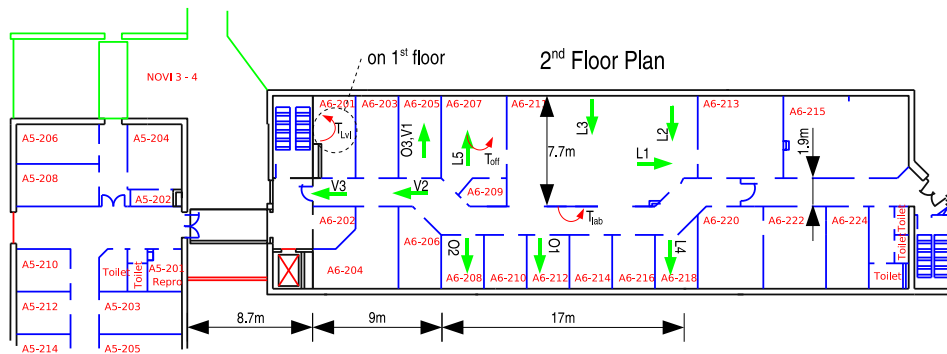 on 1st floor
2nd Floor Plan
NOVI 3 - 4
A6-201
A6-203
A6-205
A6-207
A6-211
A6-213
A6-215
A5-206
A5-204
A5-208
A5-202
TLvl
O3,V1
L5
Toff
L3
L2
L1
7.7m
1.9m
V3
V2
A6-209
Tlab
A6-202
A6-204
A6-206
O2
O1
L4
A6-208
A6-210
A6-212
A6-214
A6-216
A6-218
A6-220
A6-222
A6-224
Toilet
Toilet
Toilet
A5-210
Toilet
Toilet
A5-201
Repro
A5-212
A5-203
A5-214
A5-205
8.7m
9m
17m